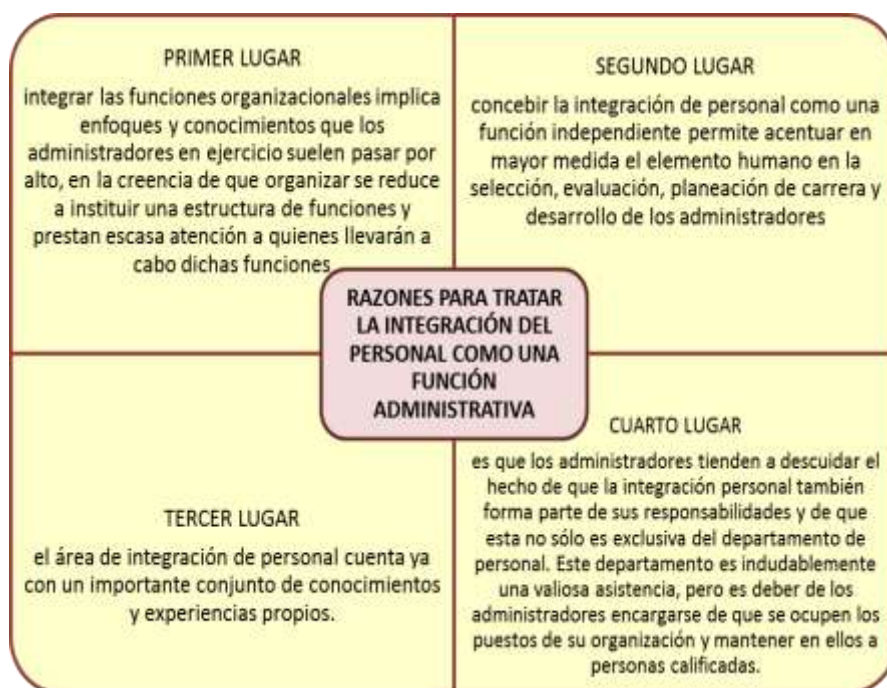 PRIMER LUGAR
integrar las funciones organizacionales implica
enfoques y conocimientos que los
administradores en ejercicio suelen pasar por
alto, en la creencia de que organizar se reduce
a instituir una estructura de funciones y
prestan escasa atención a quienes llevarán a
cabo dichas funciones
SEGUNDO LUGAR
concebir la integración de personal como una
función independiente permite acentuar en
mayor medida el elemento humano en la
selección, evaluación, planeación de carrera y
desarrollo de los administradores
RAZONES PARA TRATAR
LA INTEGRACIÓN DEL
PERSONAL COMO UNA
FUNCIÓN
ADMINISTRATIVA
TERCER LUGAR
el área de integración de personal cuenta ya
con un importante conjunto de conocimientos
y experiencias propios.
CUARTO LUGAR
es que los administradores tienden a descuidar el
hecho de que la integración personal también
forma parte de sus responsabilidades y de que
esta no sólo es exclusiva del departamento de
personal. Este departamento es indudablemente
una valiosa asistencia, pero es deber de los
administradores encargarse de que se ocupen los
puestos de su organización y mantener en ellos a
personas calificadas.